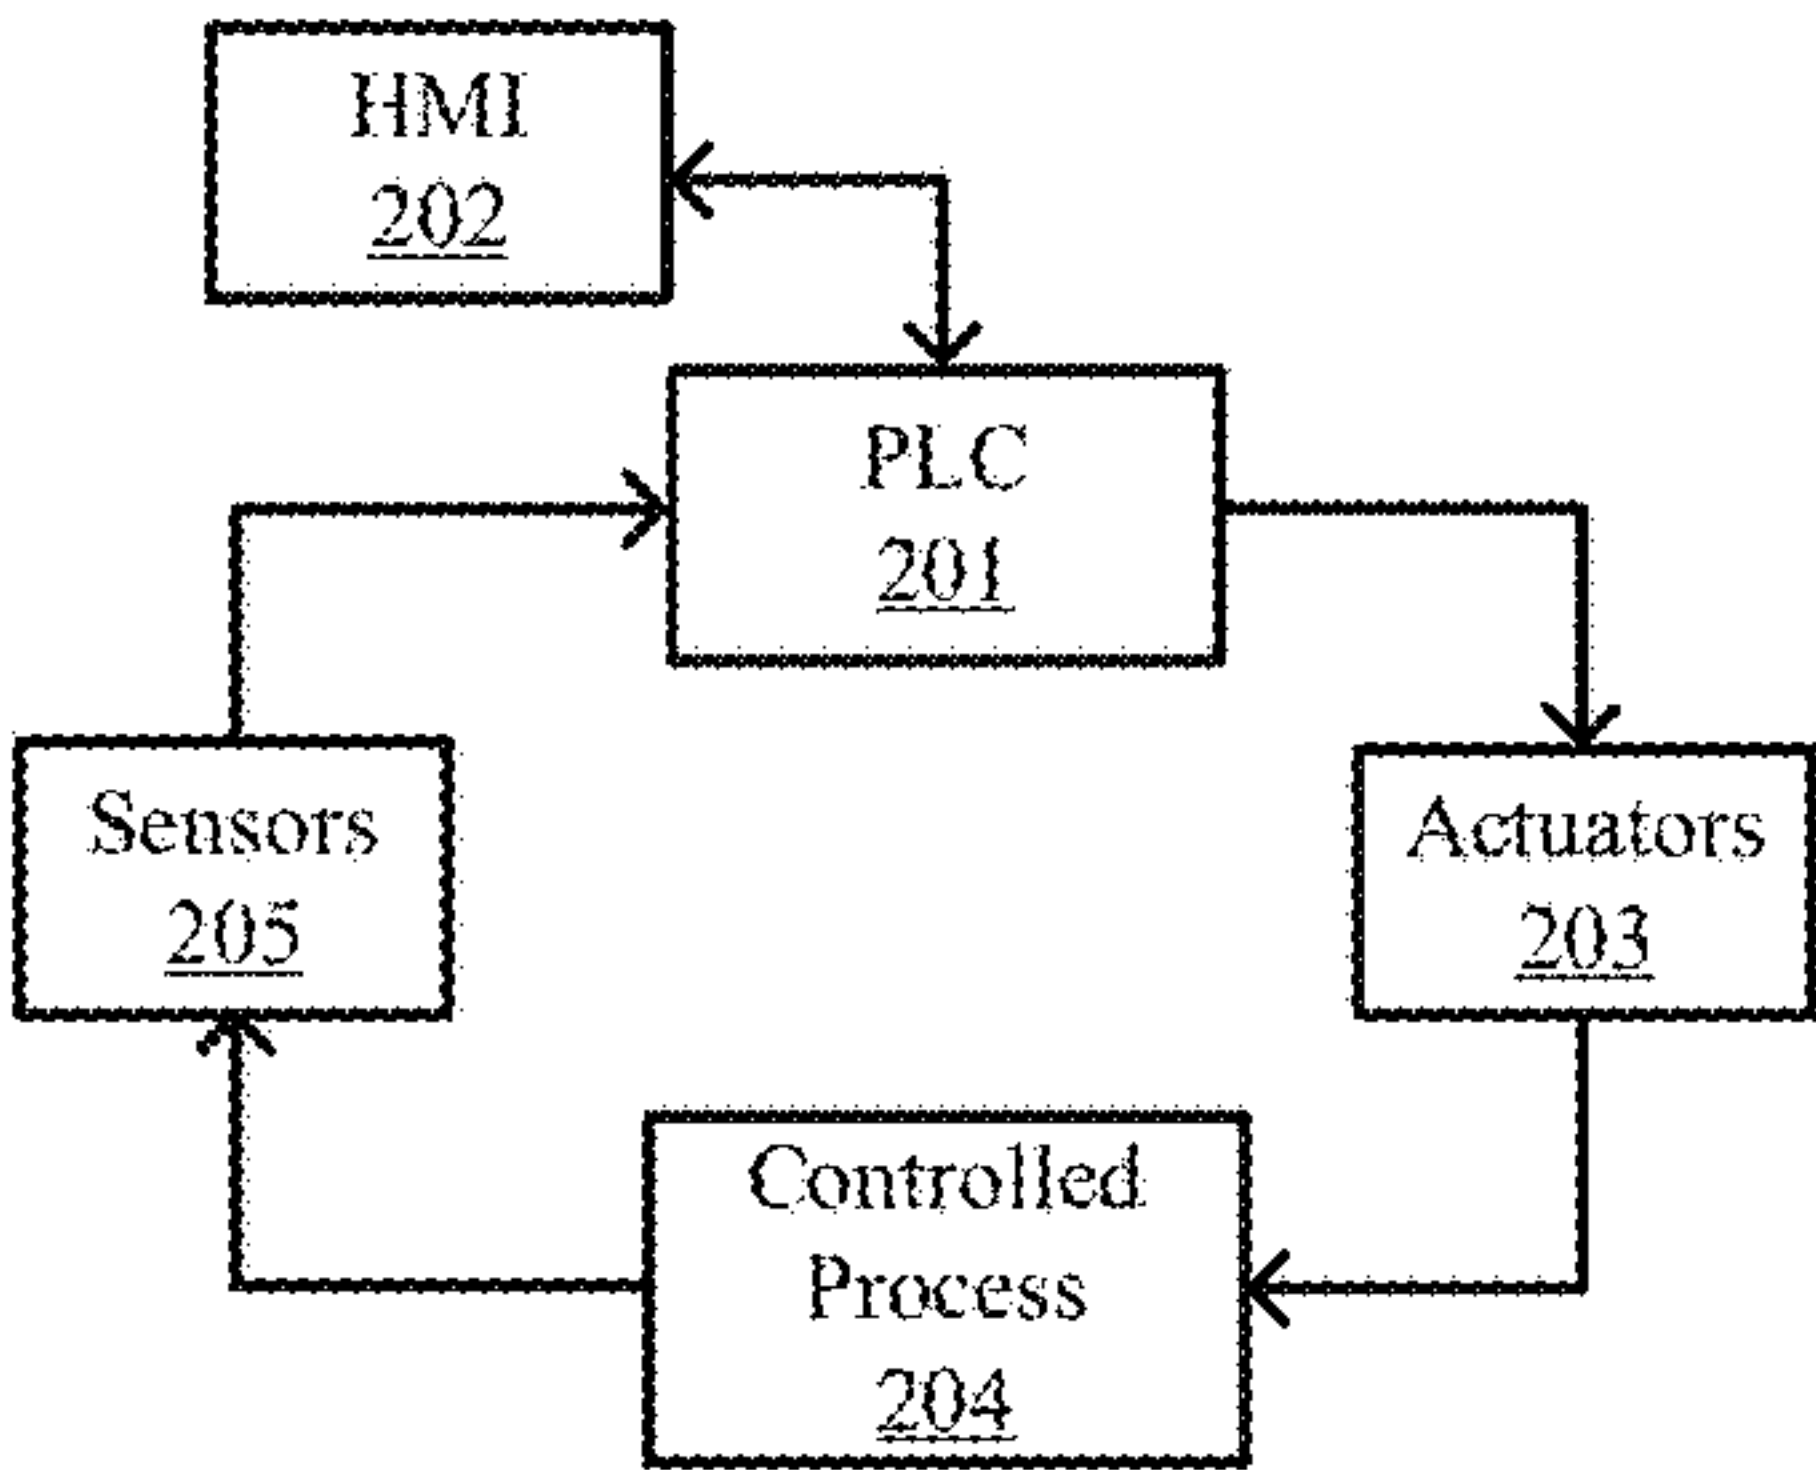 HMI
202
PLC
201
Sensors
205
Actuators
203
Controlled
Process
204